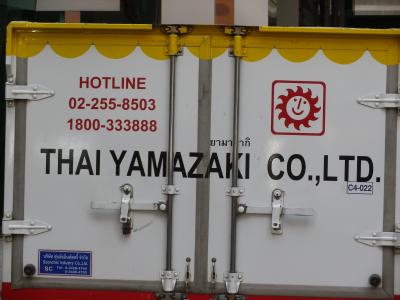 HOTLINE
02-255-8503
1800-333888
ยามาซากิ
THAI YAMAZAKI CO.,LTD.
C4-022
SC